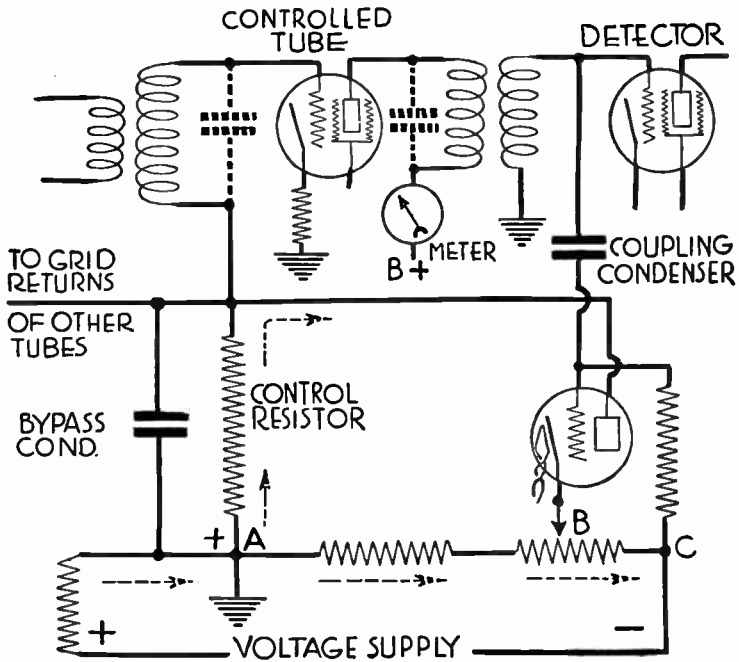 CONTROLLED
TUBE
DETECTOR
METER
B+
COUPLING
CONDENSER
TO GRID
RETURNS
OF OTHER
TUBES
CONTROL
RESISTOR
BYPASS
COND.
+ A
B
C
+
VOLTAGE SUPPLY
−